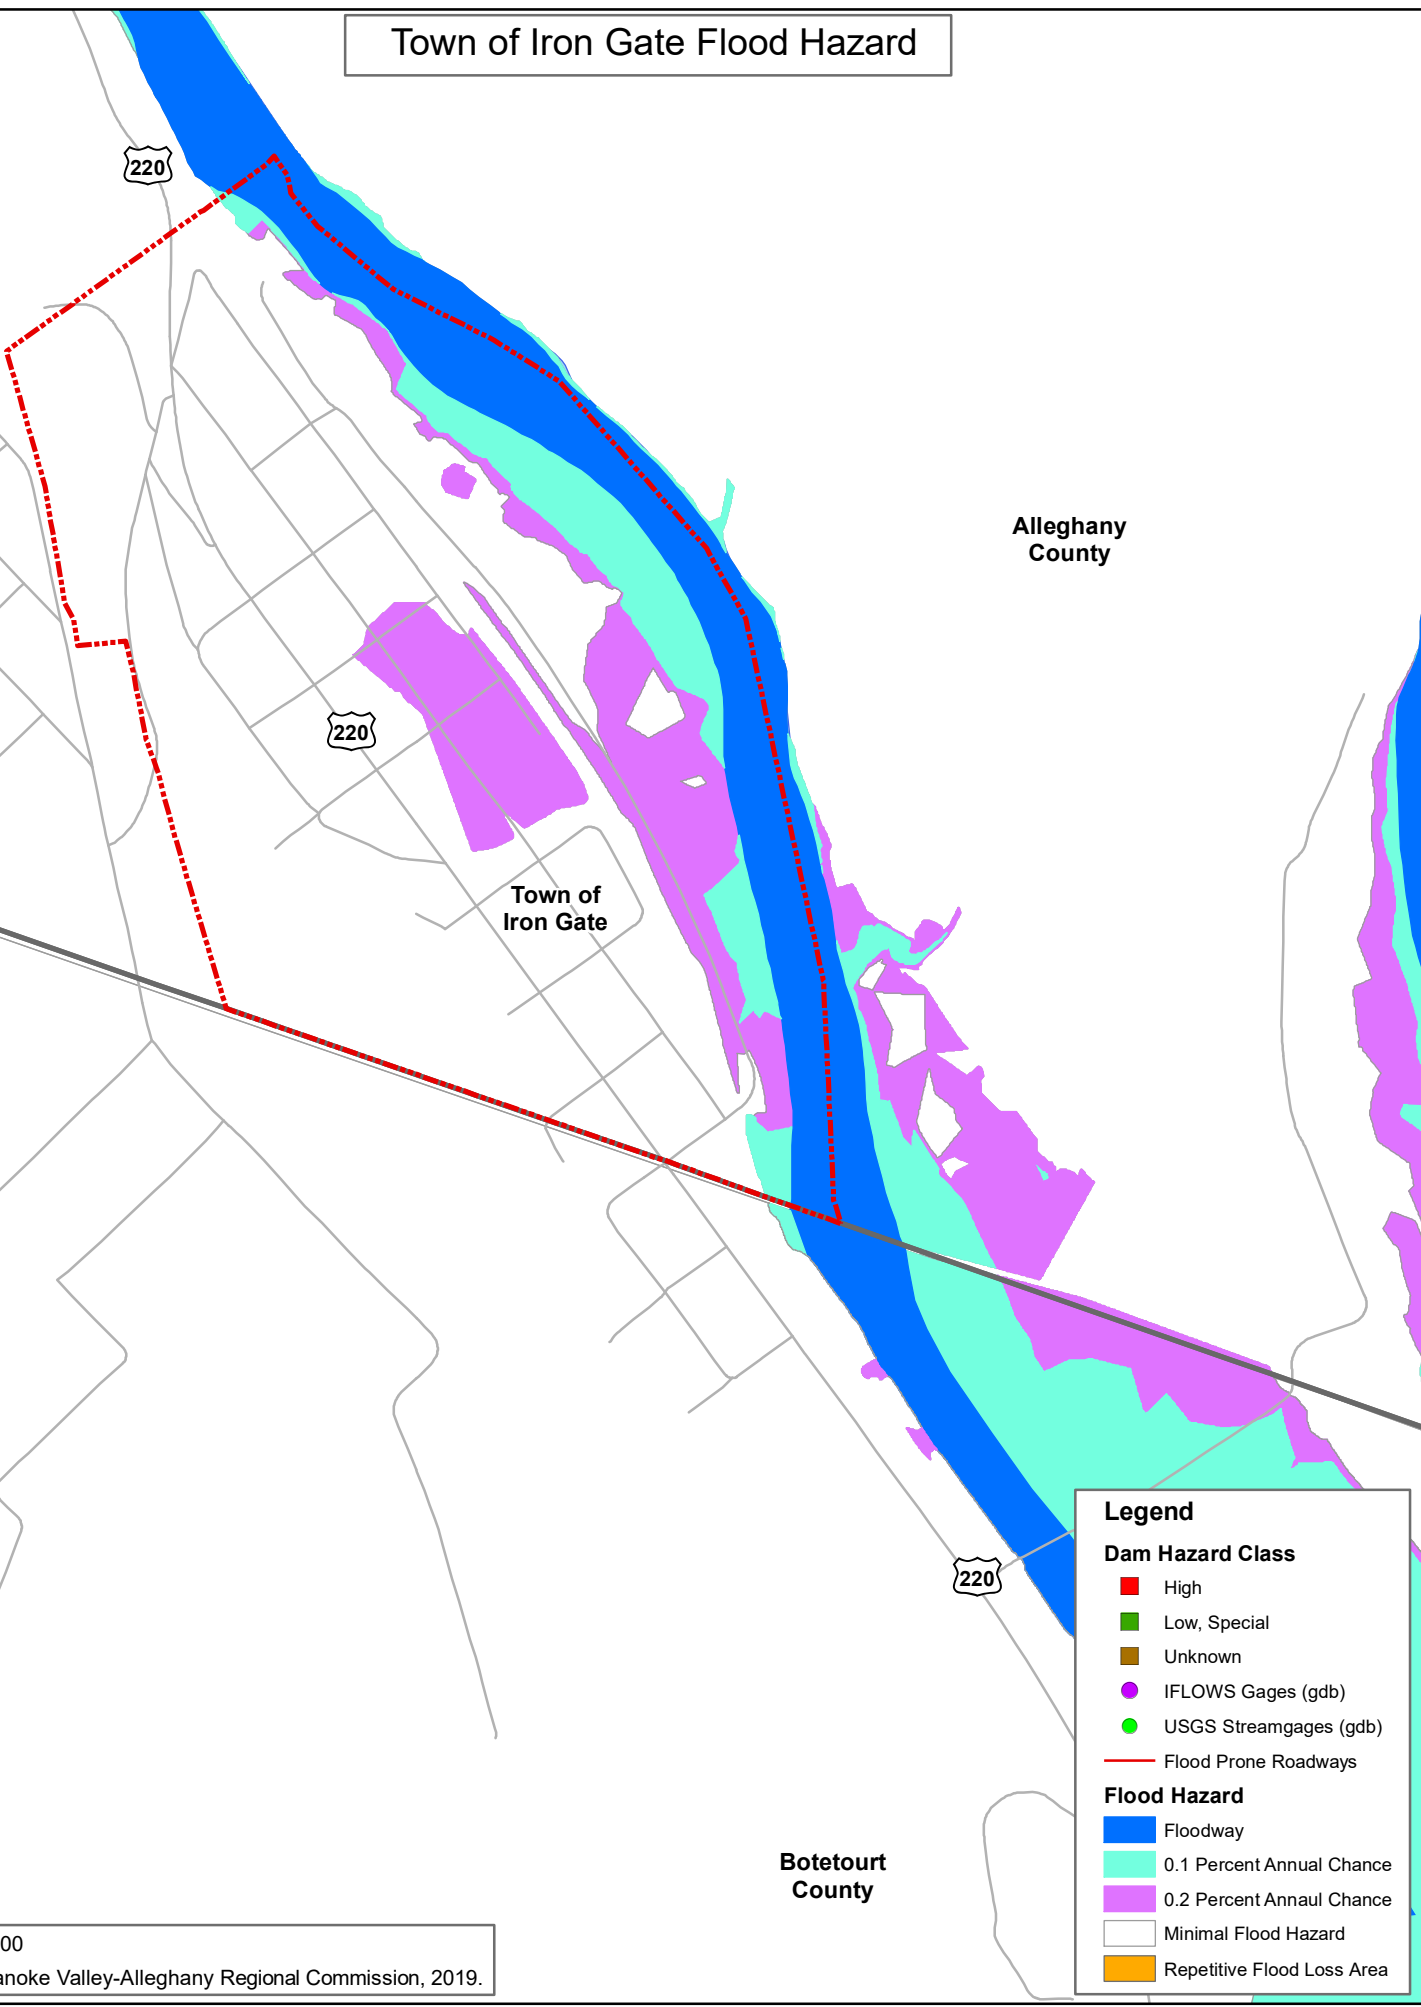 Town of Iron Gate Flood Hazard
220
Alleghany
County
220
Town of
Iron Gate
220
Legend
Dam Hazard Class
High
Low, Special
Unknown
IFLOWS Gages (gdb)
USGS Streamgages (gdb)
Flood Prone Roadways
Flood Hazard
Floodway
0.1 Percent Annual Chance
0.2 Percent Annaul Chance
Minimal Flood Hazard
Repetitive Flood Loss Area
Botetourt
County
00
anoke Valley-Alleghany Regional Commission, 2019.